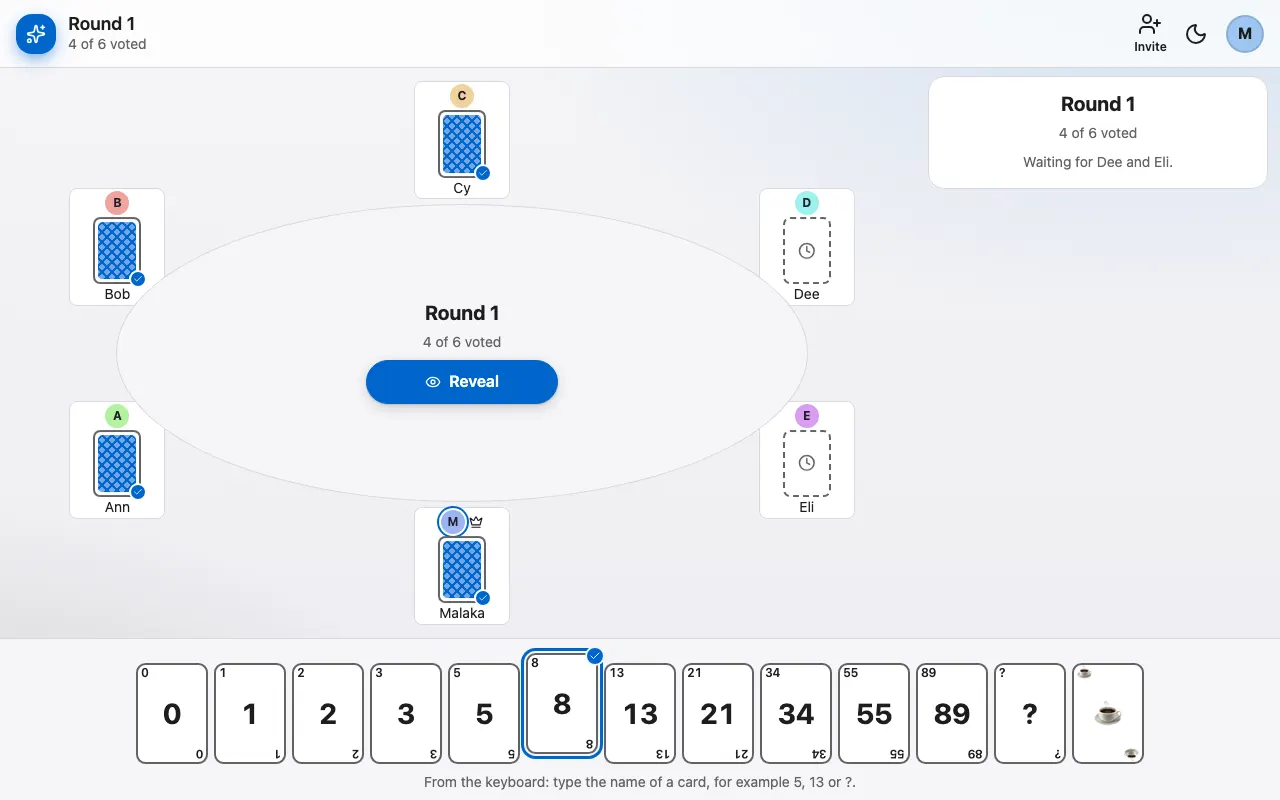 Round 1
4 of 6 voted
Invite
M
Round 1
4 of 6 voted
Waiting for Dee and Eli.
C
Cy
B
Bob
D
Dee
Round 1
4 of 6 voted
Reveal
A
Ann
E
Eli
M
Malaka
0 0 0
1 1 1
2 2 2
3 3 3
5 5 5
8 8 8
13 13 13
21 21 21
34 34 34
55 55 55
89 89 89
? ? ?
From the keyboard: type the name of a card, for example 5, 13 or ?.